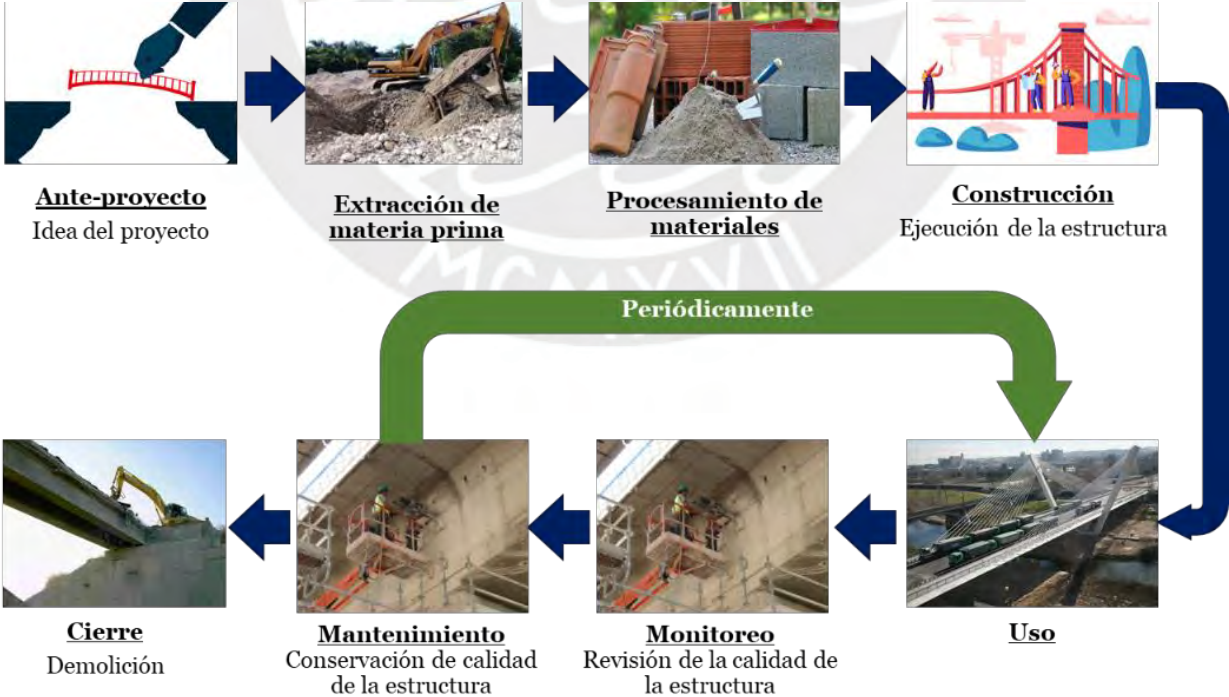 Ante-proyecto
Idea del proyecto
Extracción de
materia prima
Procesamiento de
materiales
Construcción
Ejecución de la estructura
MCMXVII
Periódicamente
Cierre
Demolición
Mantenimiento
Conservación de calidad
de la estructura
Monitoreo
Revisión de la calidad de
la estructura
Uso